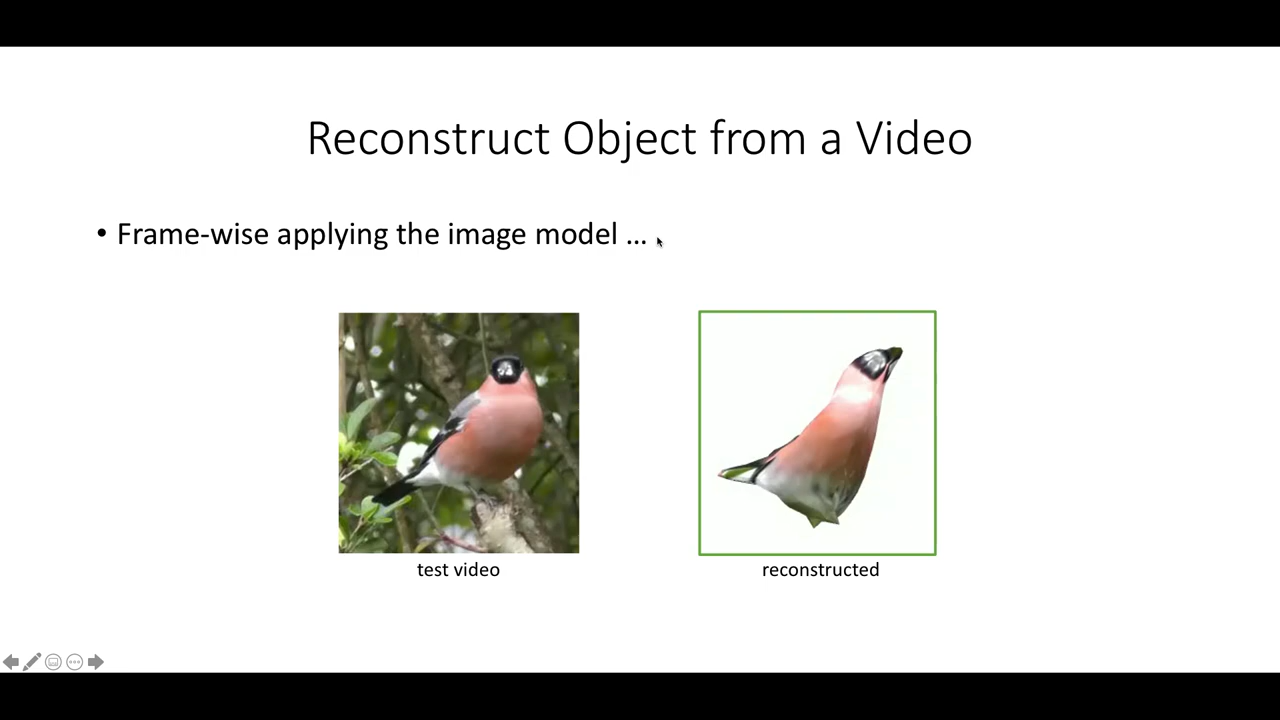 Reconstruct Object from a Video
• Frame-wise applying the image model ...
test video
reconstructed